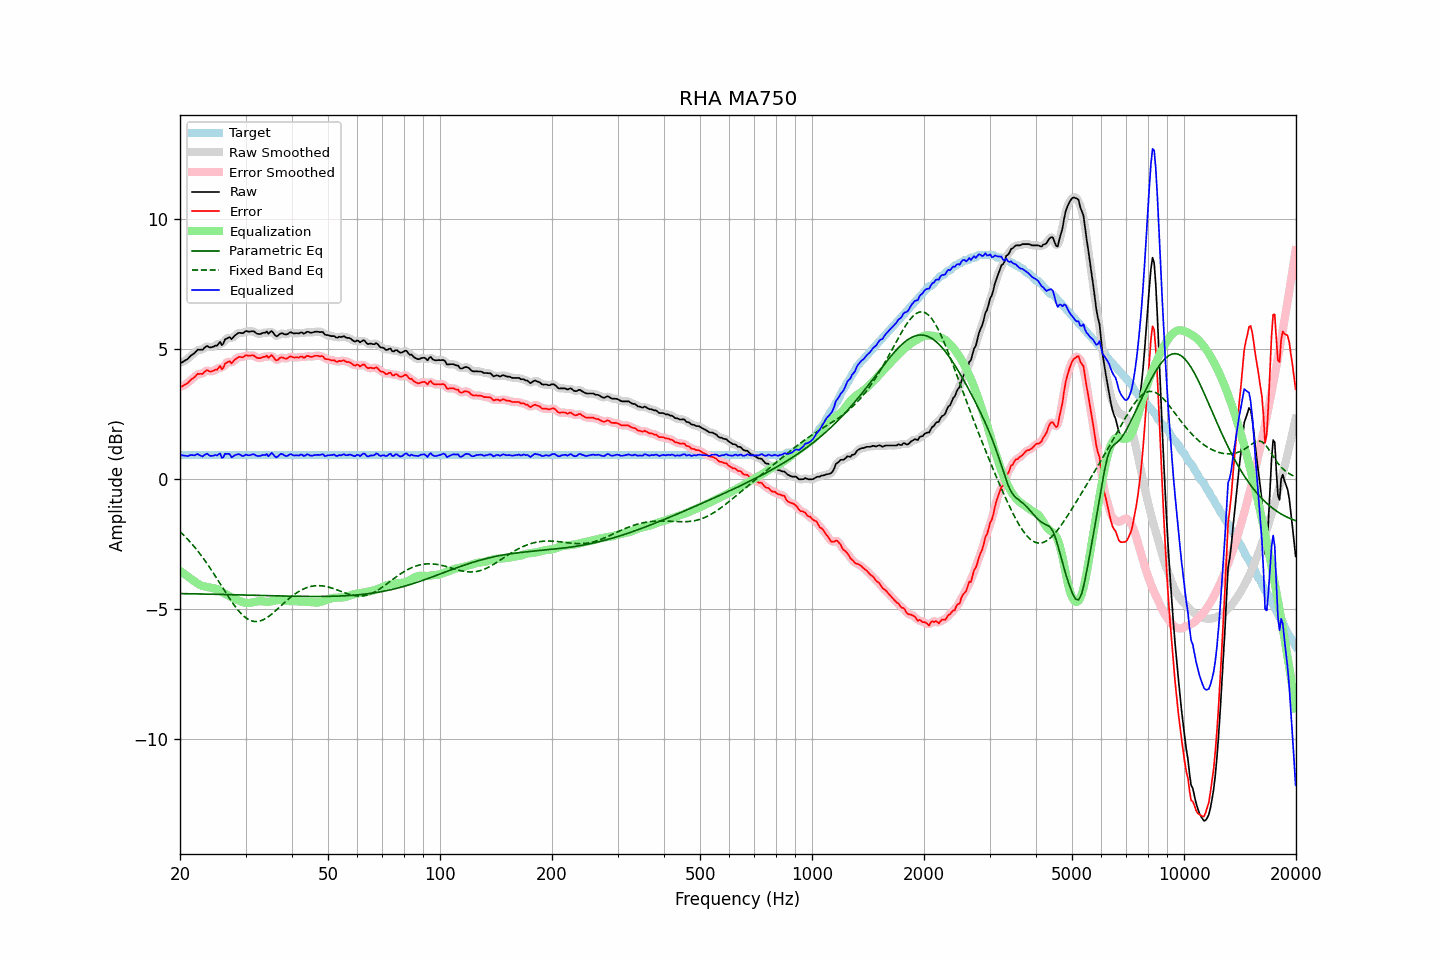 RHA MA750
Target
Raw Smoothed
Error Smoothed
Raw
Error
Equalization
Parametric Eq
Fixed Band Eq
Equalized
Amplitude (dBr)
10
5
0
−5
−10
20 50 100 200 500 1000 2000 5000 10000 20000
Frequency (Hz)